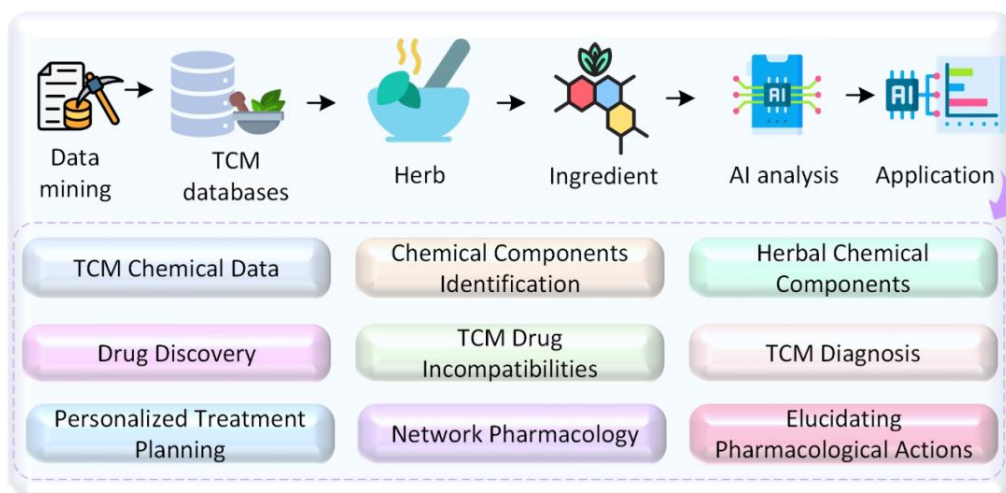 Data
mining
TCM
databases
Herb
Ingredient
AI
AI analysis
AI
Application
TCM Chemical Data
Chemical Components
Identification
Herbal Chemical
Components
Drug Discovery
TCM Drug
Incompatibilities
TCM Diagnosis
Personalized Treatment
Planning
Network Pharmacology
Elucidating
Pharmacological Actions